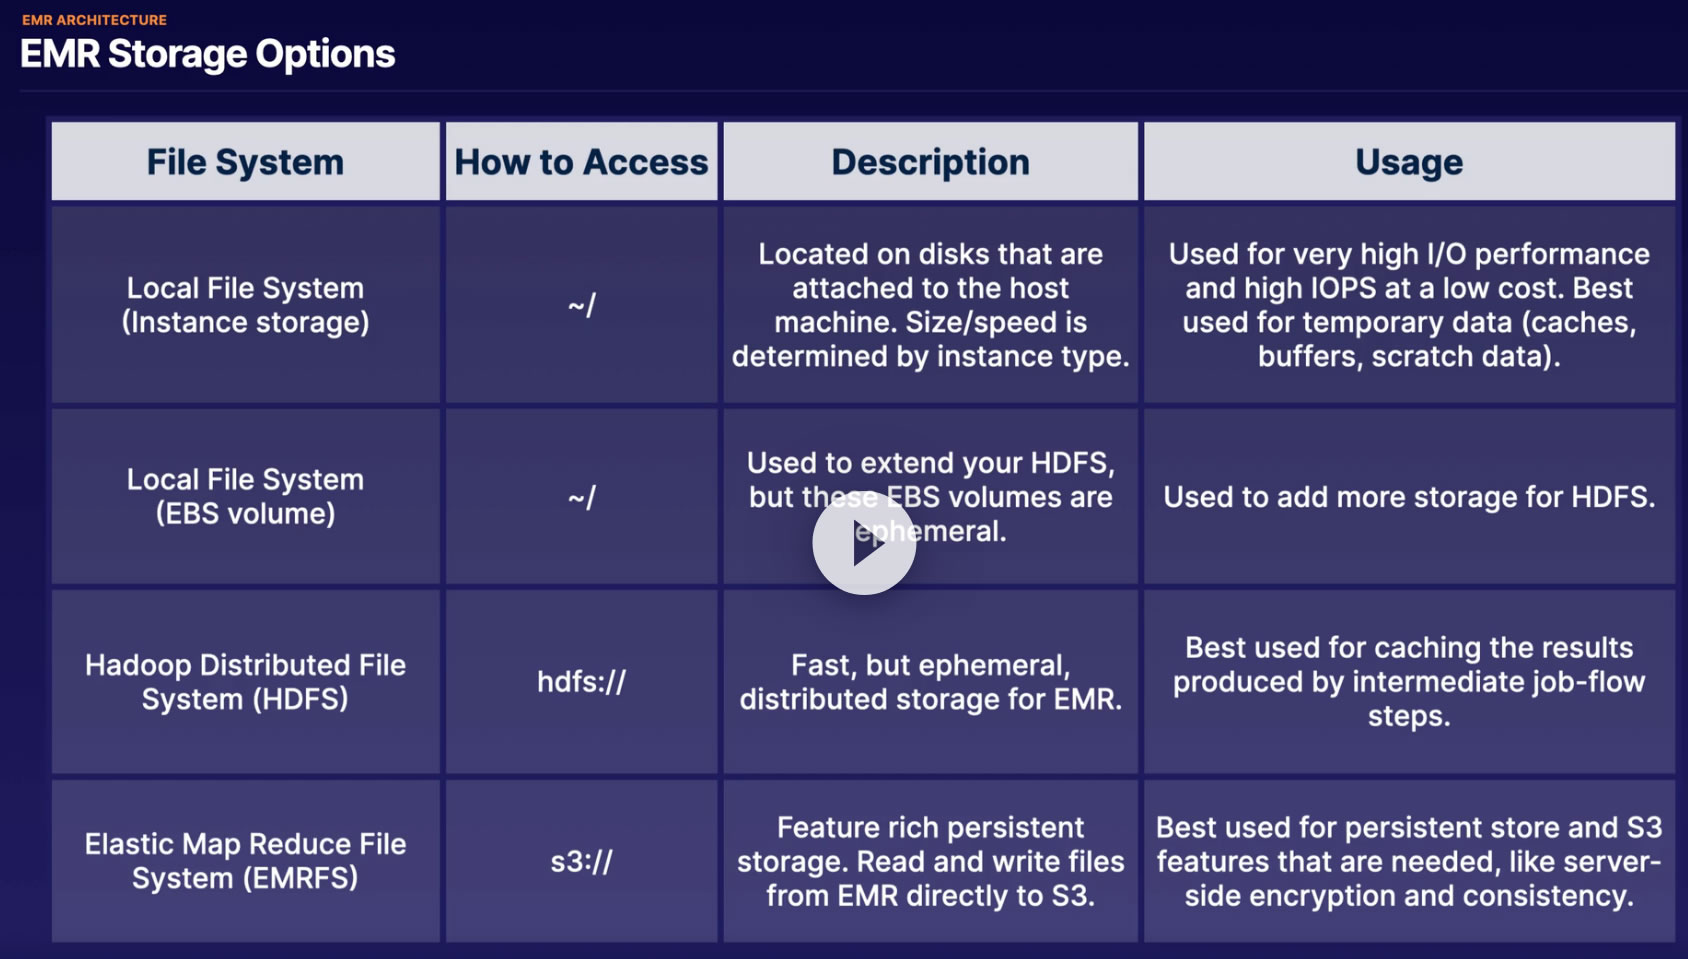 EMR ARCHITECTURE
EMR Storage Options
File System
How to Access
Description
Usage
Local File System
(Instance storage)
~/
Located on disks that are
attached to the host
machine. Size/speed is
determined by instance type.
Used for very high I/O performance
and high IOPS at a low cost. Best
used for temporary data (caches,
buffers, scratch data).
Local File System
(EBS volume)
~/
Used to extend your HDFS,
but these EBS volumes are
ephemeral.
Used to add more storage for HDFS.
Hadoop Distributed File
System (HDFS)
hdfs://
Fast, but ephemeral,
distributed storage for EMR.
Best used for caching the results
produced by intermediate job-flow
steps.
Elastic Map Reduce File
System (EMRFS)
s3://
Feature rich persistent
storage. Read and write files
from EMR directly to S3.
Best used for persistent store and S3
features that are needed, like server-
side encryption and consistency.